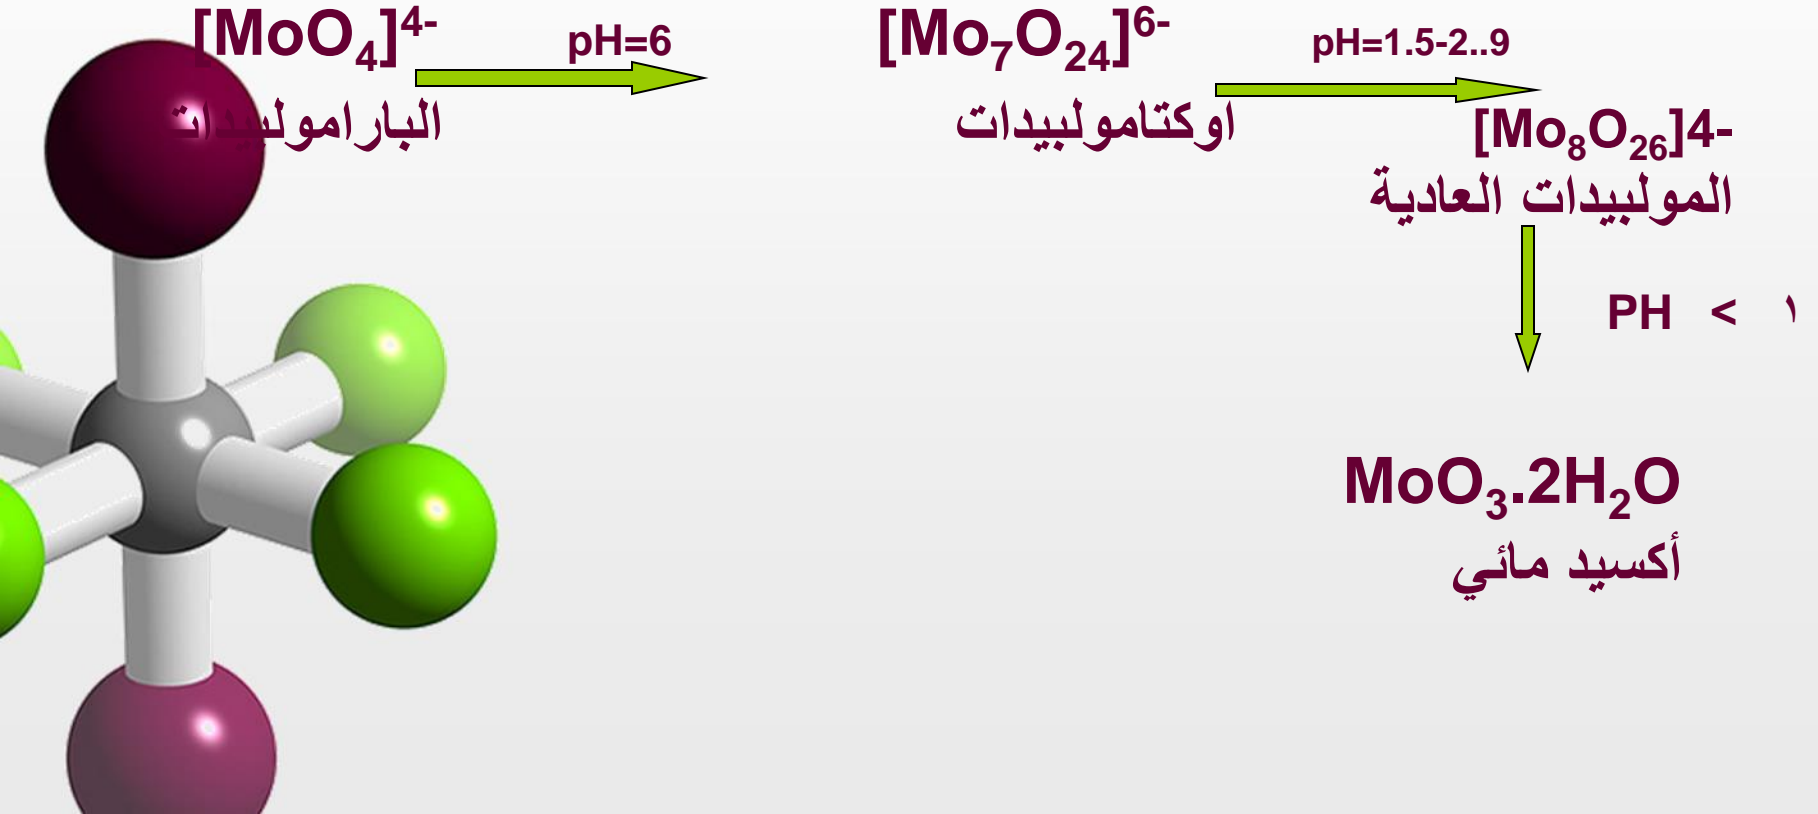 [MoO₄]⁴⁻
pH=6
[Mo₇O₂₄]⁶⁻
pH=1.5-2..9
البارامولبيدات
اوكتامولبيدات
[Mo₈O₂₆]4-
المولبيدات العادية
PH < ١
MoO₃.2H₂O
أكسيد مائي